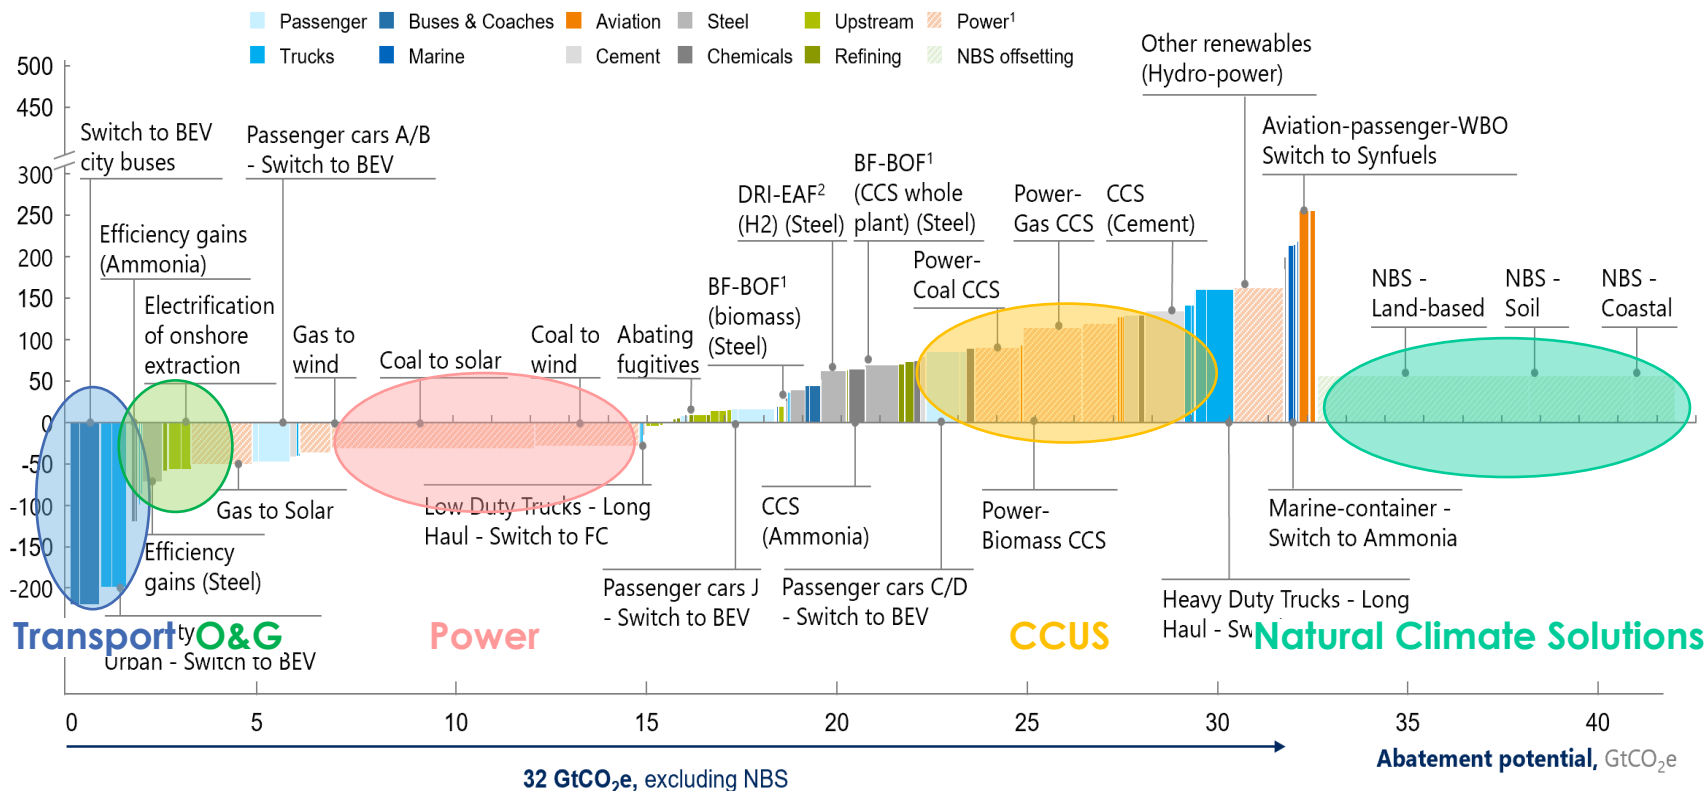 Passenger
Buses & Coaches
Aviation
Steel
Upstream
Power¹
Trucks
Marine
Cement
Chemicals
Refining
NBS offsetting
500
450
300
250
200
150
100
50
0
-50
-100
-150
-200
Switch to BEV
city buses
Passenger cars A/B
- Switch to BEV
Efficiency gains
(Ammonia)
Electrification
of onshore
extraction
Gas to
wind
Coal to solar
Coal to
wind
Abating
fugitives
BF-BOF¹
(biomass)
(Steel)
DRI-EAF²
(H2) (Steel)
BF-BOF¹
(CCS whole
plant) (Steel)
Power-
Coal CCS
Power-
Gas CCS
CCS
(Cement)
Other renewables
(Hydro-power)
Aviation-passenger-WBO
Switch to Synfuels
NBS -
Land-based
NBS -
Soil
NBS -
Coastal
Gas to Solar
Efficiency
gains (Steel)
Urban - Switch to BEV
Low Duty Trucks - Long
Haul - Switch to FC
Passenger cars J
- Switch to BEV
CCS
(Ammonia)
Passenger cars C/D
- Switch to BEV
Power-
Biomass CCS
Heavy Duty Trucks - Long
Haul -
Marine-container -
Switch to Ammonia
Transport
O&G
Power
CCUS
Natural Climate Solutions
0
5
10
15
20
25
30
35
40
32 GtCO₂e, excluding NBS
Abatement potential, GtCO₂e